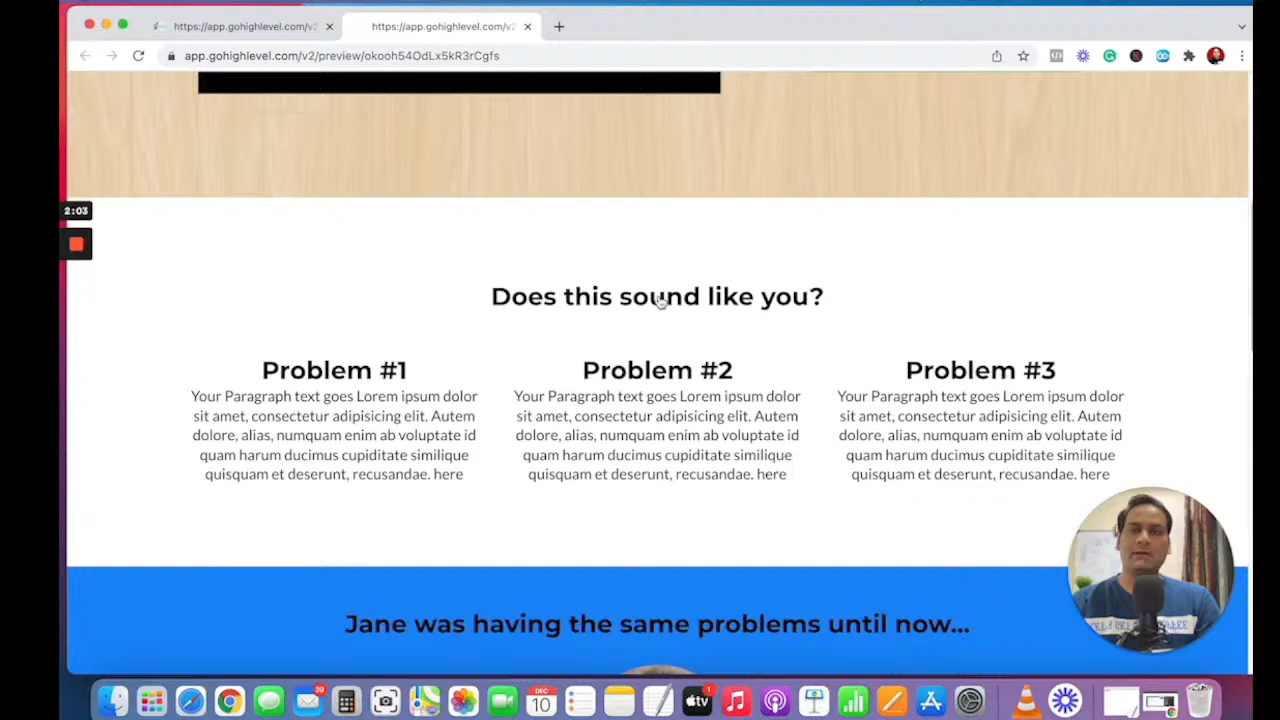 https://app.gohighlevel.com/v2
https://app.gohighlevel.com/v2
app.gohighlevel.com/v2/preview/okooh54OdLx5kR3rCgfs
2:03
Does this sound like you?
Problem #1
Your Paragraph text goes Lorem ipsum dolor
sit amet, consectetur adipisicing elit. Autem
dolore, alias, numquam enim ab voluptate id
quam harum ducimus cupiditate similique
quisquam et deserunt, recusandae. here
Problem #2
Your Paragraph text goes Lorem ipsum dolor
sit amet, consectetur adipisicing elit. Autem
dolore, alias, numquam enim ab voluptate id
quam harum ducimus cupiditate similique
quisquam et deserunt, recusandae. here
Problem #3
Your Paragraph text goes Lorem ipsum dolor
sit amet, consectetur adipisicing elit. Autem
dolore, alias, numquam enim ab voluptate id
quam harum ducimus cupiditate similique
quisquam et deserunt, recusandae. here
Jane was having the same problems until now...
DEC
10
tv